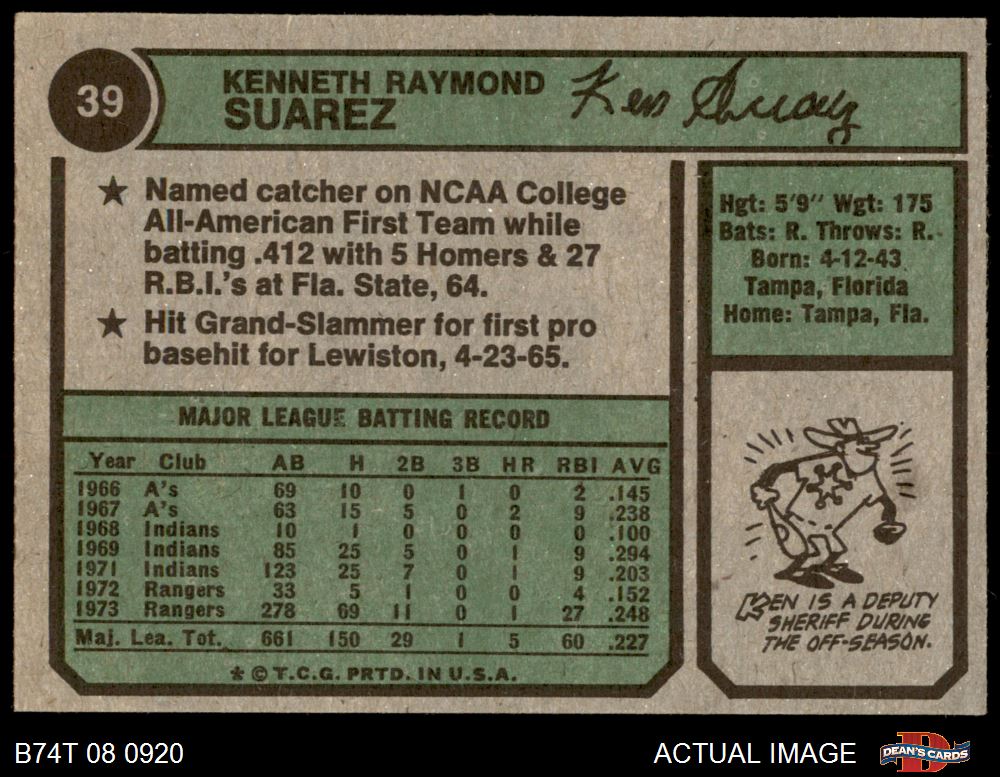 39
KENNETH RAYMOND
SUAREZ
Ken Suarez
★ Named catcher on NCAA College
All-American First Team while
batting .412 with 5 Homers & 27
R.B.I.'s at Fla. State, 64.
★ Hit Grand-Slammer for first pro
basehit for Lewiston, 4-23-65.
Hgt: 5'9" Wgt: 175
Bats: R. Throws: R.
Born: 4-12-43
Tampa, Florida
Home: Tampa, Fla.
MAJOR LEAGUE BATTING RECORD
Year Club AB H 2B 3B HR RBI AVG
1966 A's 69 10 0 1 0 2 .145
1967 A's 63 15 5 0 2 9 .238
1968 Indians 10 1 0 0 0 0 .100
1969 Indians 85 25 5 0 1 9 .294
1971 Indians 123 25 7 0 1 9 .203
1972 Rangers 33 5 1 0 0 4 .152
1973 Rangers 278 69 11 0 1 27 .248
Maj. Lea. Tot. 661 150 29 1 5 60 .227
* © T.C.G. PRTD. IN U.S.A.
KEN IS A DEPUTY
SHERIFF DURING
THE OFF-SEASON.
B74T 08 0920
ACTUAL IMAGE
DEAN'S CARDS